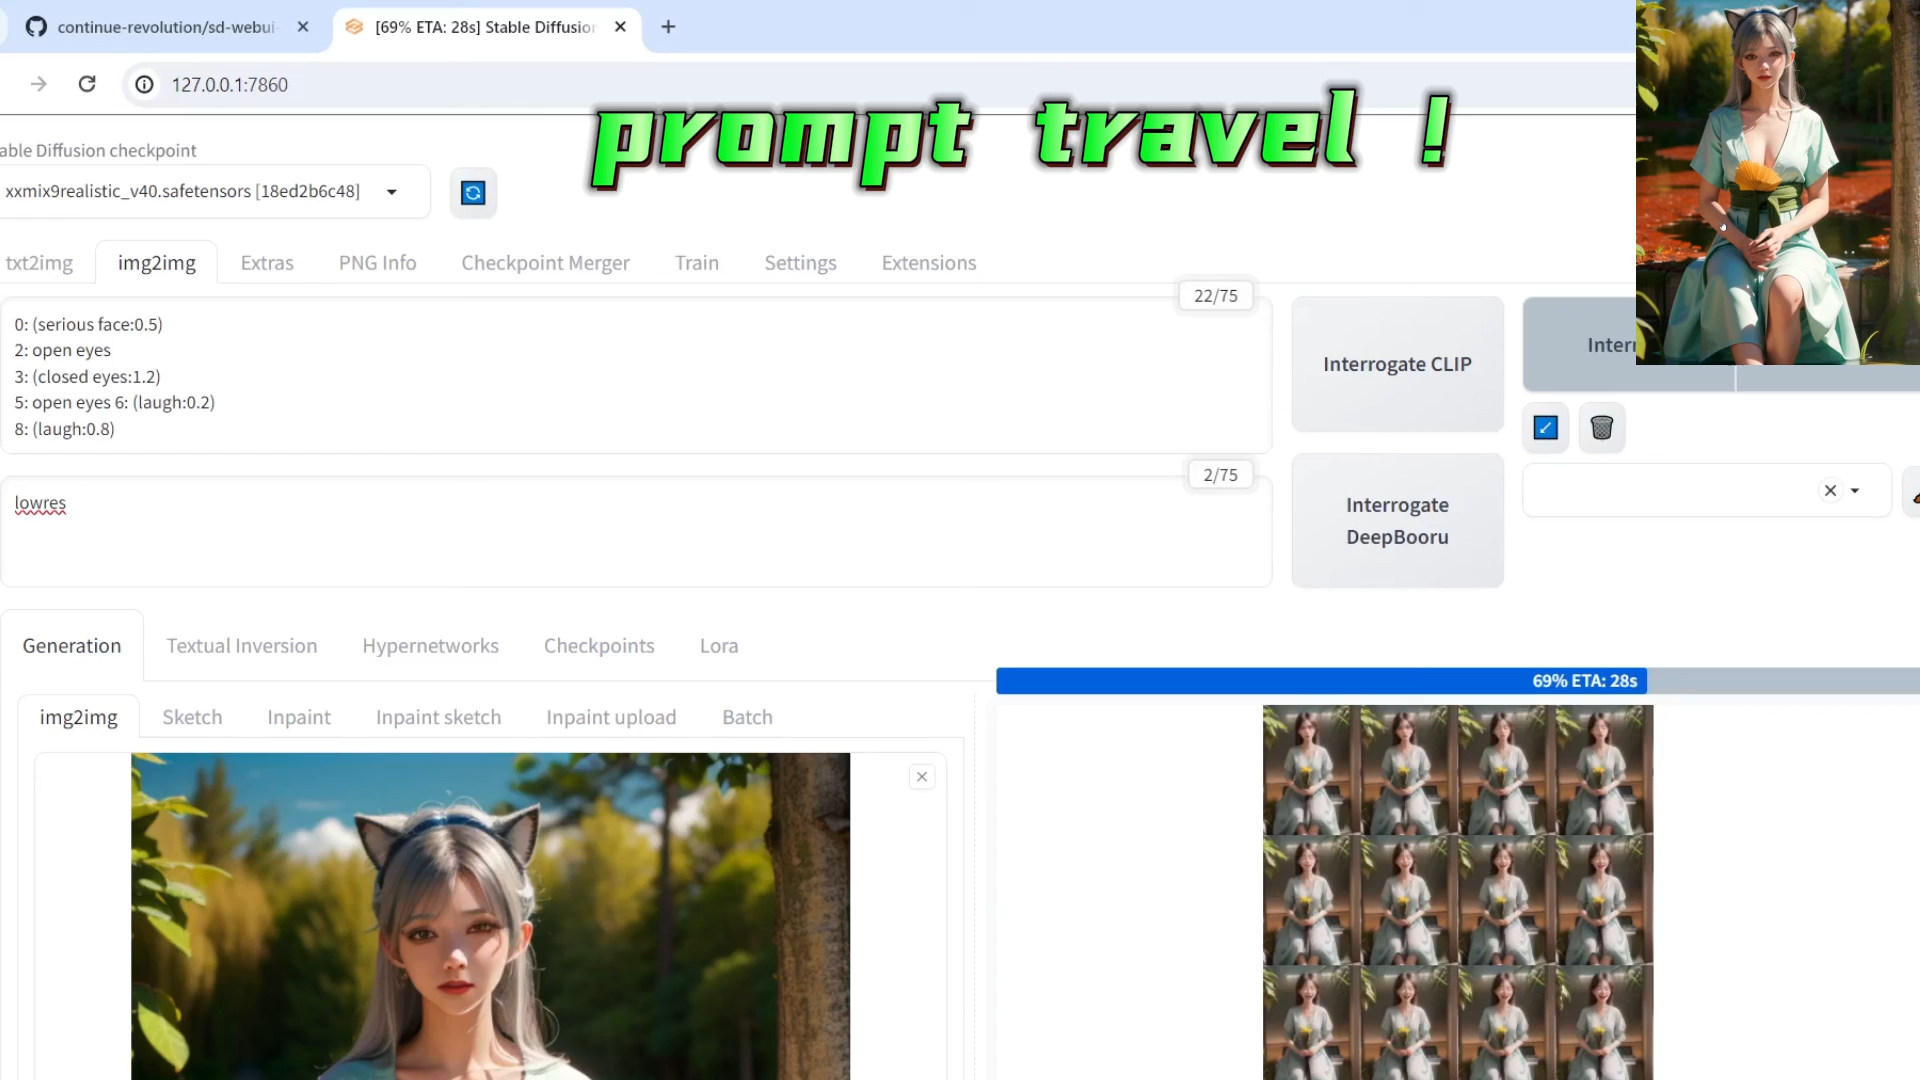 continue-revolution/sd-webui-
[69% ETA: 28s] Stable Diffusion
127.0.0.1:7860
prompt travel !
able Diffusion checkpoint
xxmix9realistic_v40.safetensors [18ed2b6c48]
txt2img
img2img
Extras
PNG Info
Checkpoint Merger
Train
Settings
Extensions
22/75
0: (serious face:0.5)
2: open eyes
3: (closed eyes:1.2)
5: open eyes 6: (laugh:0.2)
8: (laugh:0.8)
Interrogate CLIP
Inter
2/75
lowres
Interrogate
DeepBooru
Generation
Textual Inversion
Hypernetworks
Checkpoints
Lora
69% ETA: 28s
img2img
Sketch
Inpaint
Inpaint sketch
Inpaint upload
Batch